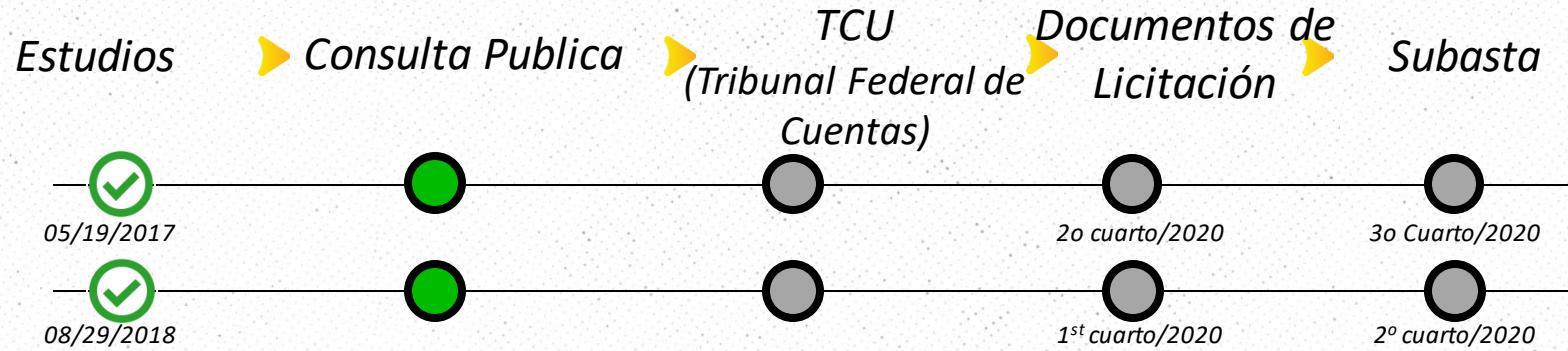 Estudios
Consulta Publica
TCU
(Tribunal Federal de
Cuentas)
Documentos de
Licitación
Subasta
05/19/2017
2o cuarto/2020
3o Cuarto/2020
08/29/2018
1st cuarto/2020
2º cuarto/2020